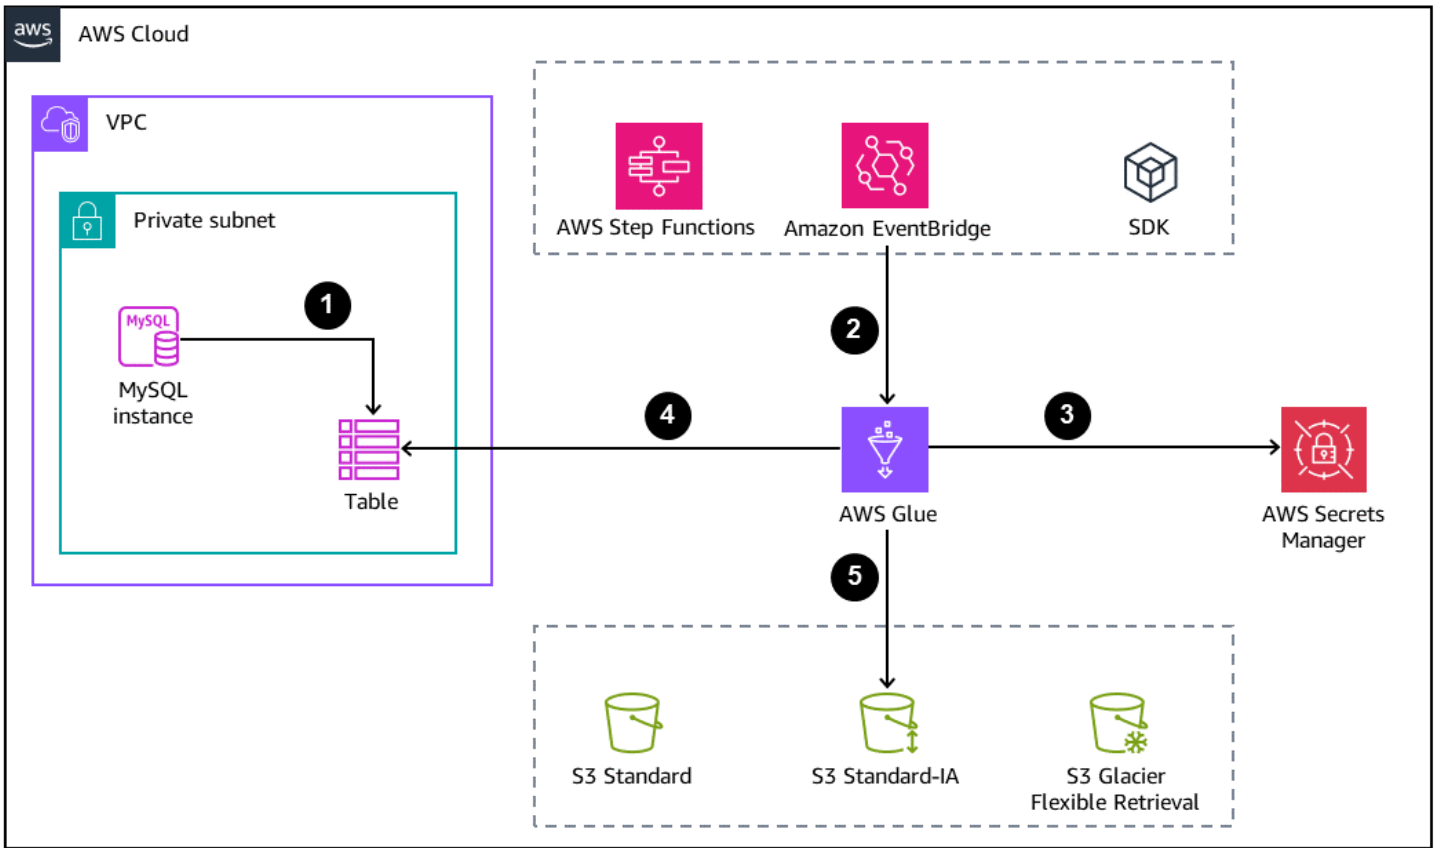 aws
AWS Cloud
VPC
Private subnet
AWS Step Functions
Amazon EventBridge
SDK
1
2
MySQL
MySQL
instance
Table
4
3
AWS Glue
AWS Secrets
Manager
5
S3 Standard
S3 Standard-IA
S3 Glacier
Flexible Retrieval